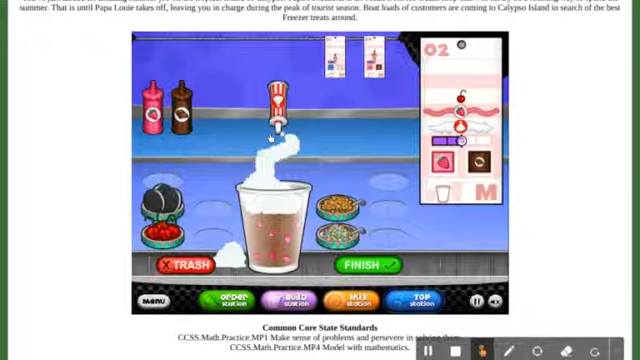 summer. That is until Papa Louie takes off, leaving you in charge during the peak of tourist season. Boat loads of customers are coming to Calypso Island in search of the best
Freezer treats around.
02
M
TRASH
FINISH
MENU
ORDER
station
BUILD
station
MIX
station
TOP
station
Common Core State Standards
CCSS.Math.Practice.MP1 Make sense of problems and persevere in solving them.
CCSS.Math.Practice.MP4 Model with mathematics.